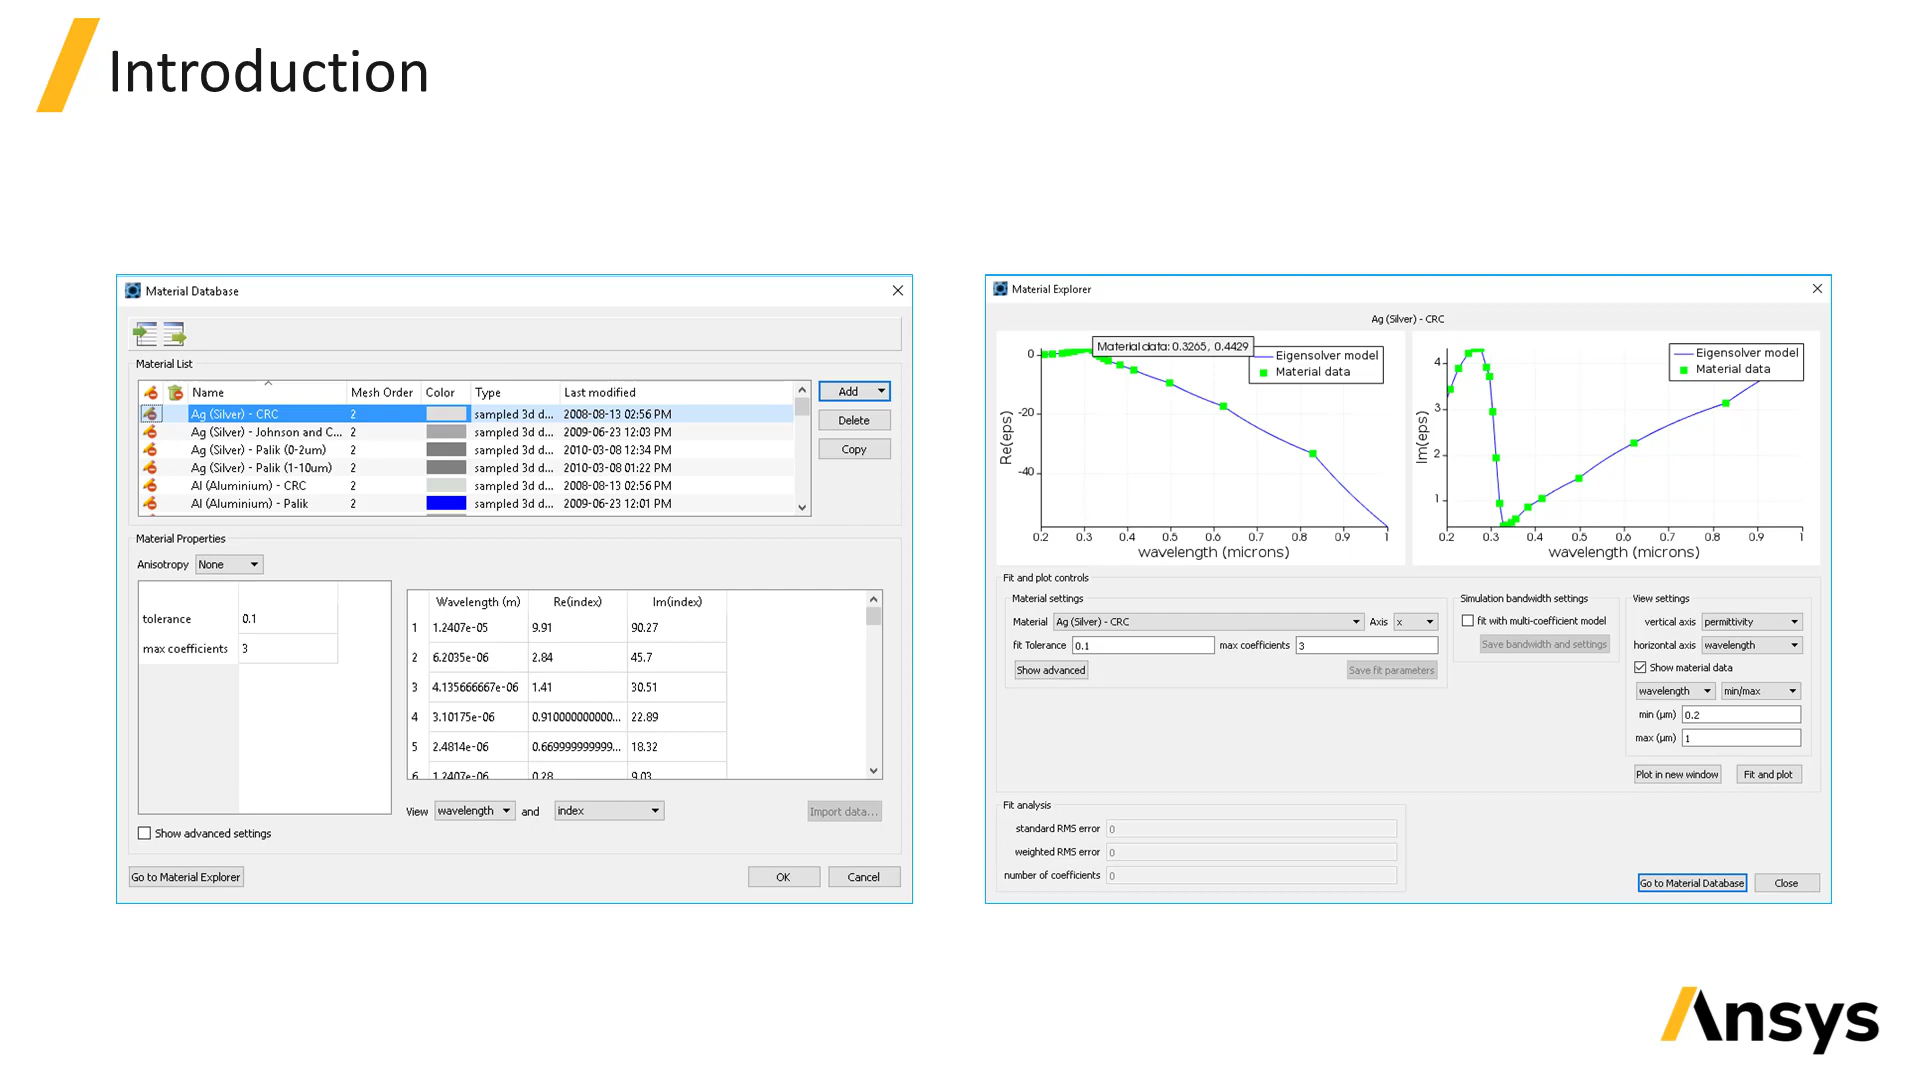 Introduction
Material Database
Material List
Name Mesh Order Color Type Last modified
Ag (Silver) - CRC 2 sampled 3d d... 2008-08-13 02:56 PM
Ag (Silver) - Johnson and C... 2 sampled 3d d... 2009-06-23 12:03 PM
Ag (Silver) - Palik (0-2um) 2 sampled 3d d... 2010-03-08 12:34 PM
Ag (Silver) - Palik (1-10um) 2 sampled 3d d... 2010-03-08 01:22 PM
Al (Aluminium) - CRC 2 sampled 3d d... 2008-08-13 02:56 PM
Al (Aluminium) - Palik 2 sampled 3d d... 2009-06-23 12:01 PM
Add
Delete
Copy
Material Properties
Anisotropy None
tolerance 0.1
max coefficients 3
Wavelength (m) Re(index) Im(index)
1 1.2407e-05 9.91 90.27
2 6.2035e-06 2.84 45.7
3 4.135666667e-06 1.41 30.51
4 3.10175e-06 0.910000000000... 22.89
5 2.4814e-06 0.669999999999... 18.32
6 1.2407e-06 0.28 9.03
View wavelength and index Import data...
Show advanced settings
Go to Material Explorer OK Cancel
Material Explorer
Ag (Silver) - CRC
Material data: 0.3265, 0.4429
Eigensolver model
Material data
Re(eps)
0
-20
-40
0.2 0.3 0.4 0.5 0.6 0.7 0.8 0.9 1
wavelength (microns)
Eigensolver model
Material data
Im(eps)
4
3
2
1
0.2 0.3 0.4 0.5 0.6 0.7 0.8 0.9 1
wavelength (microns)
Fit and plot controls
Material settings
Material Ag (Silver) - CRC Axis x
fit Tolerance 0.1 max coefficients 3
Show advanced Save fit parameters
Simulation bandwidth settings
fit with multi-coefficient model
Save bandwidth and settings
View settings
vertical axis permittivity
horizontal axis wavelength
Show material data
wavelength min/max
min (µm) 0.2
max (µm) 1
Plot in new window Fit and plot
Fit analysis
standard RMS error 0
weighted RMS error 0
number of coefficients 0
Go to Material Database Close
Ansys